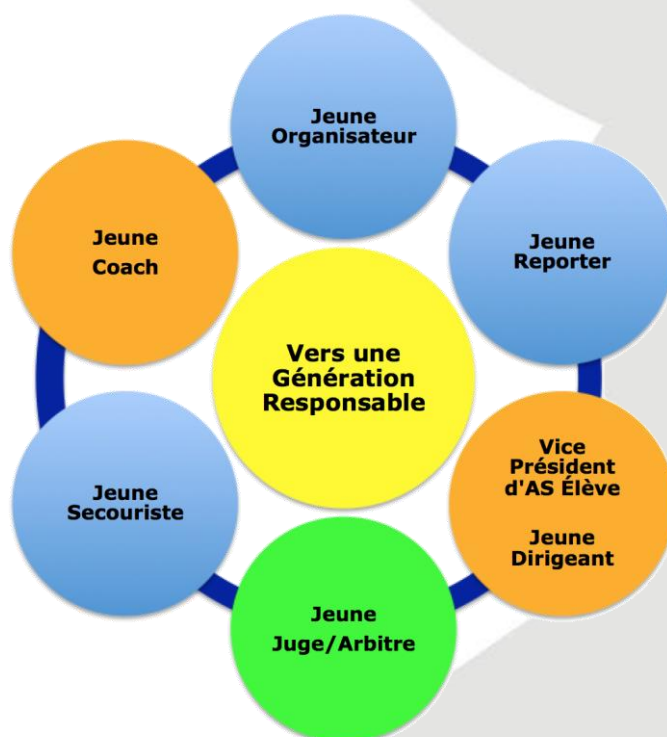 Jeune
Organisateur
Jeune
Reporter
Vice
Président
d'AS Élève
Jeune
Dirigeant
Jeune
Juge/Arbitre
Jeune
Secouriste
Jeune
Coach
Vers une
Génération
Responsable